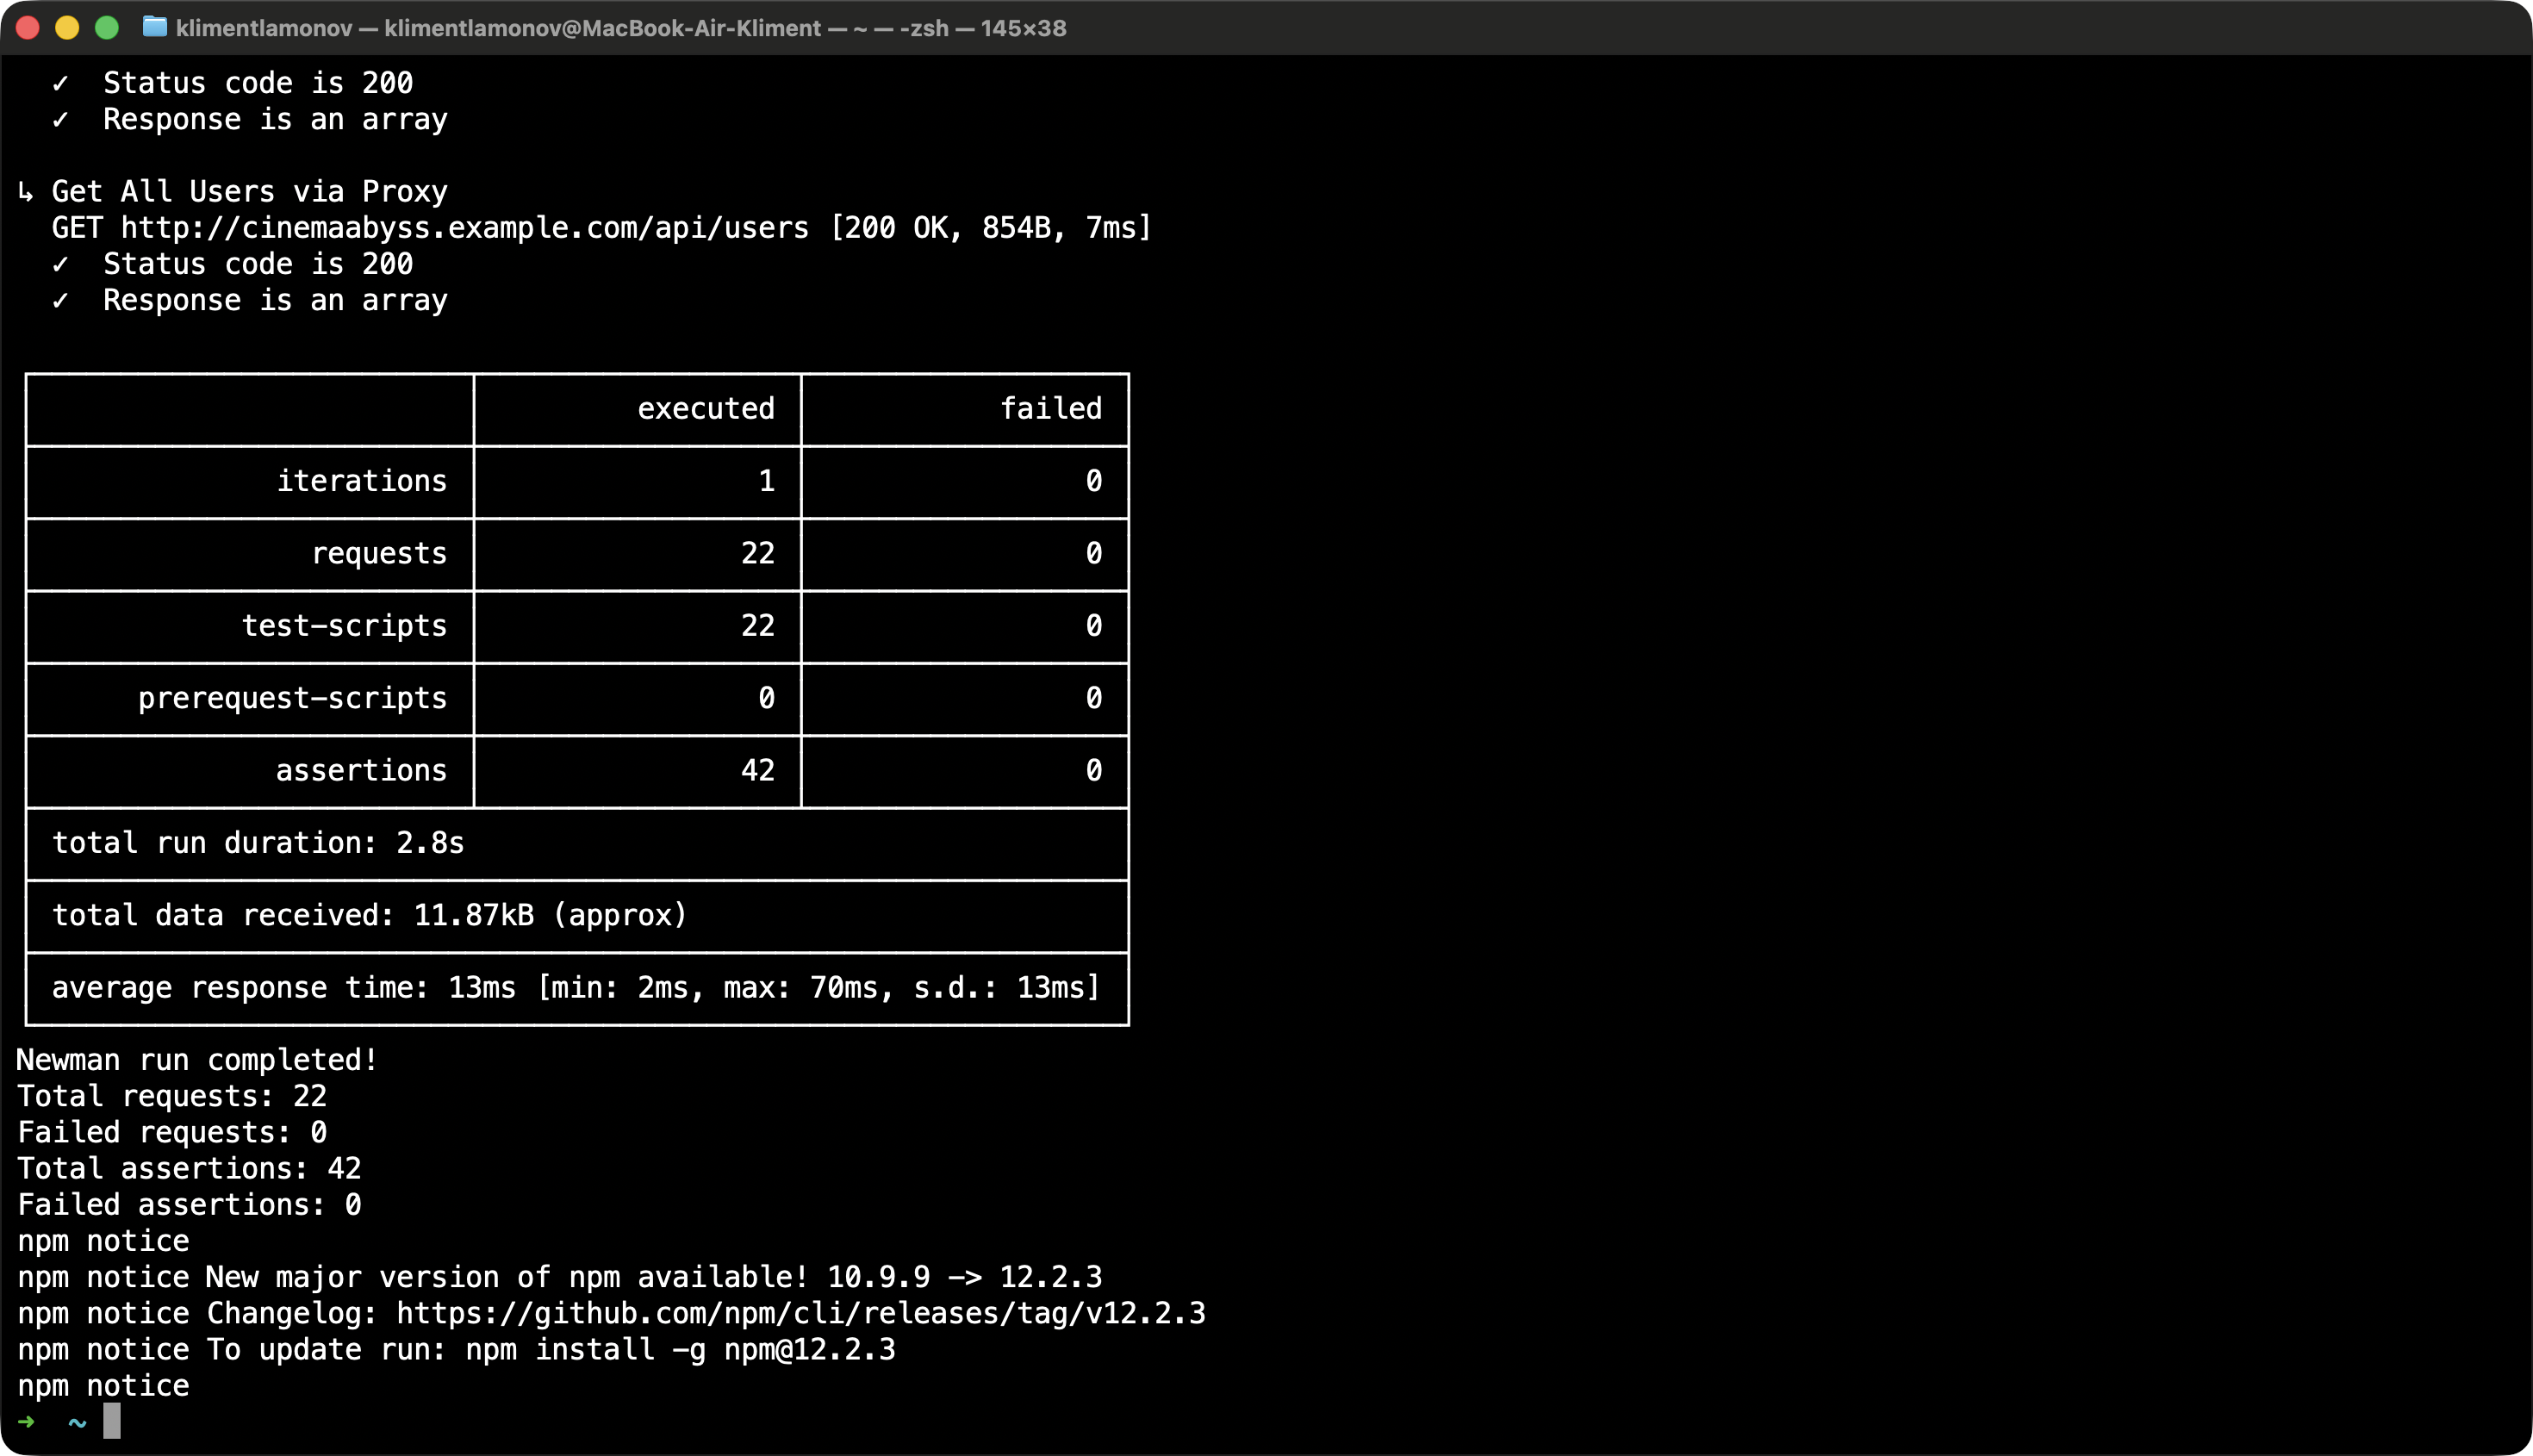 klimentlamonov — klimentlamonov@MacBook-Air-Kliment — ~ — -zsh — 145×38
✓ Status code is 200
✓ Response is an array
↳ Get All Users via Proxy
GET http://cinemaabyss.example.com/api/users [200 OK, 854B, 7ms]
✓ Status code is 200
✓ Response is an array
executed failed
iterations 1 0
requests 22 0
test-scripts 22 0
prerequest-scripts 0 0
assertions 42 0
total run duration: 2.8s
total data received: 11.87kB (approx)
average response time: 13ms [min: 2ms, max: 70ms, s.d.: 13ms]
Newman run completed!
Total requests: 22
Failed requests: 0
Total assertions: 42
Failed assertions: 0
npm notice
npm notice New major version of npm available! 10.9.9 -> 12.2.3
npm notice Changelog: https://github.com/npm/cli/releases/tag/v12.2.3
npm notice To update run: npm install -g npm@12.2.3
npm notice
➜ ~